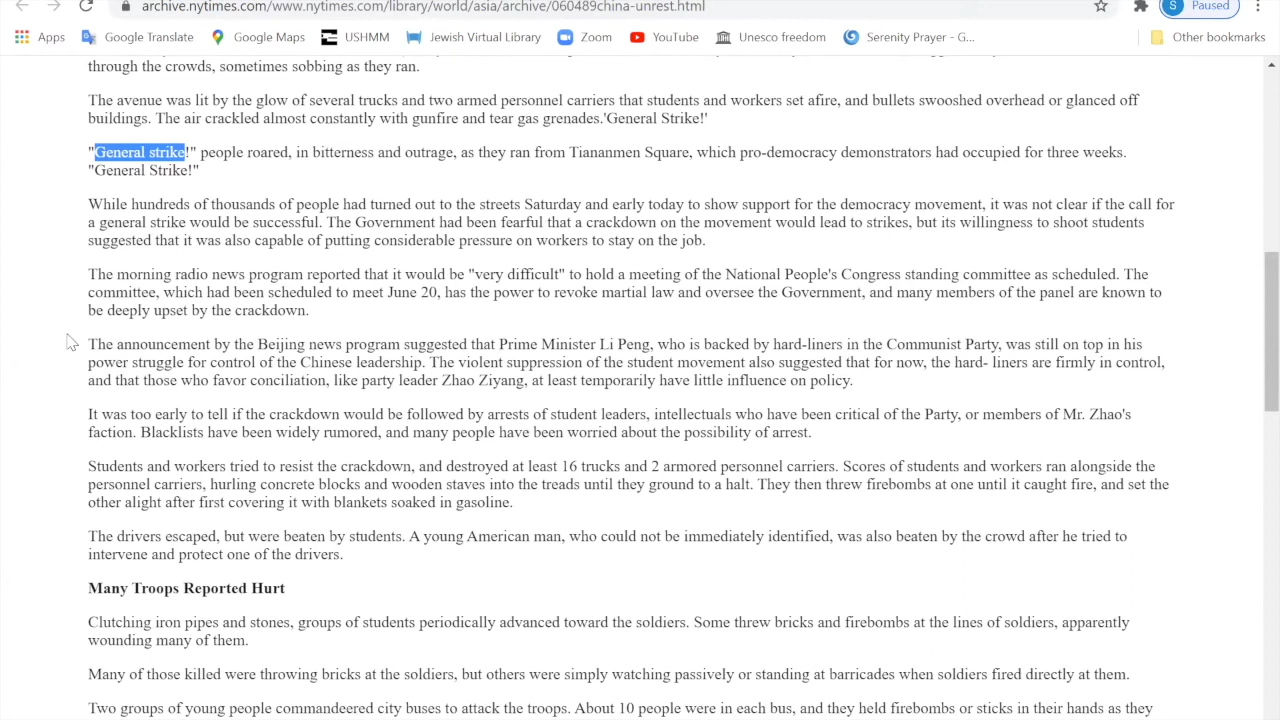 archive.nytimes.com/www.nytimes.com/library/world/asia/archive/060489china-unrest.html
S Paused
Apps Google Translate Google Maps USHMM Jewish Virtual Library Zoom YouTube Unesco freedom Serenity Prayer - G... Other bookmarks
through the crowds, sometimes sobbing as they ran.
The avenue was lit by the glow of several trucks and two armed personnel carriers that students and workers set afire, and bullets swooshed overhead or glanced off
buildings. The air crackled almost constantly with gunfire and tear gas grenades.'General Strike!'
"General strike!" people roared, in bitterness and outrage, as they ran from Tiananmen Square, which pro-democracy demonstrators had occupied for three weeks.
"General Strike!"
While hundreds of thousands of people had turned out to the streets Saturday and early today to show support for the democracy movement, it was not clear if the call for
a general strike would be successful. The Government had been fearful that a crackdown on the movement would lead to strikes, but its willingness to shoot students
suggested that it was also capable of putting considerable pressure on workers to stay on the job.
The morning radio news program reported that it would be "very difficult" to hold a meeting of the National People's Congress standing committee as scheduled. The
committee, which had been scheduled to meet June 20, has the power to revoke martial law and oversee the Government, and many members of the panel are known to
be deeply upset by the crackdown.
The announcement by the Beijing news program suggested that Prime Minister Li Peng, who is backed by hard-liners in the Communist Party, was still on top in his
power struggle for control of the Chinese leadership. The violent suppression of the student movement also suggested that for now, the hard- liners are firmly in control,
and that those who favor conciliation, like party leader Zhao Ziyang, at least temporarily have little influence on policy.
It was too early to tell if the crackdown would be followed by arrests of student leaders, intellectuals who have been critical of the Party, or members of Mr. Zhao's
faction. Blacklists have been widely rumored, and many people have been worried about the possibility of arrest.
Students and workers tried to resist the crackdown, and destroyed at least 16 trucks and 2 armored personnel carriers. Scores of students and workers ran alongside the
personnel carriers, hurling concrete blocks and wooden staves into the treads until they ground to a halt. They then threw firebombs at one until it caught fire, and set the
other alight after first covering it with blankets soaked in gasoline.
The drivers escaped, but were beaten by students. A young American man, who could not be immediately identified, was also beaten by the crowd after he tried to
intervene and protect one of the drivers.
Many Troops Reported Hurt
Clutching iron pipes and stones, groups of students periodically advanced toward the soldiers. Some threw bricks and firebombs at the lines of soldiers, apparently
wounding many of them.
Many of those killed were throwing bricks at the soldiers, but others were simply watching passively or standing at barricades when soldiers fired directly at them.
Two groups of young people commandeered city buses to attack the troops. About 10 people were in each bus, and they held firebombs or sticks in their hands as they